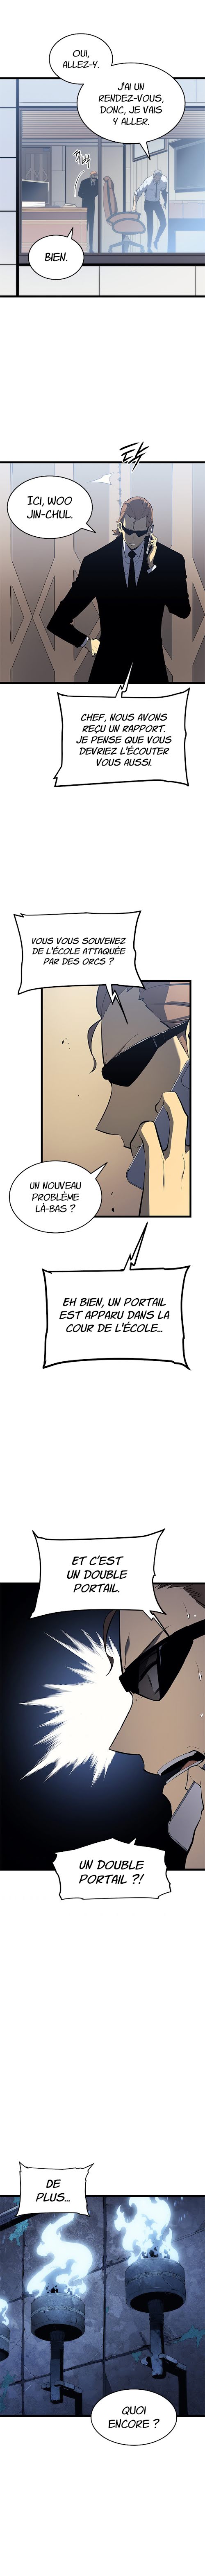 OUI,
ALLEZ-Y.
J'AI UN
RENDEZ-VOUS,
DONC, JE VAIS
Y ALLER.
BIEN.
ICI, WOO
JIN-CHUL.
CHEF, NOUS AVONS
REÇU UN RAPPORT.
JE PENSE QUE VOUS
DEVRIEZ L'ÉCOUTER
VOUS AUSSI.
VOUS VOUS SOUVENEZ
DE L'ÉCOLE ATTAQUÉE
PAR DES ORCS ?
UN NOUVEAU
PROBLÈME
LÀ-BAS ?
EH BIEN, UN PORTAIL
EST APPARU DANS LA
COUR DE L'ÉCOLE...
ET C'EST
UN DOUBLE
PORTAIL.
UN DOUBLE
PORTAIL ?!
DE
PLUS...
QUOI
ENCORE ?